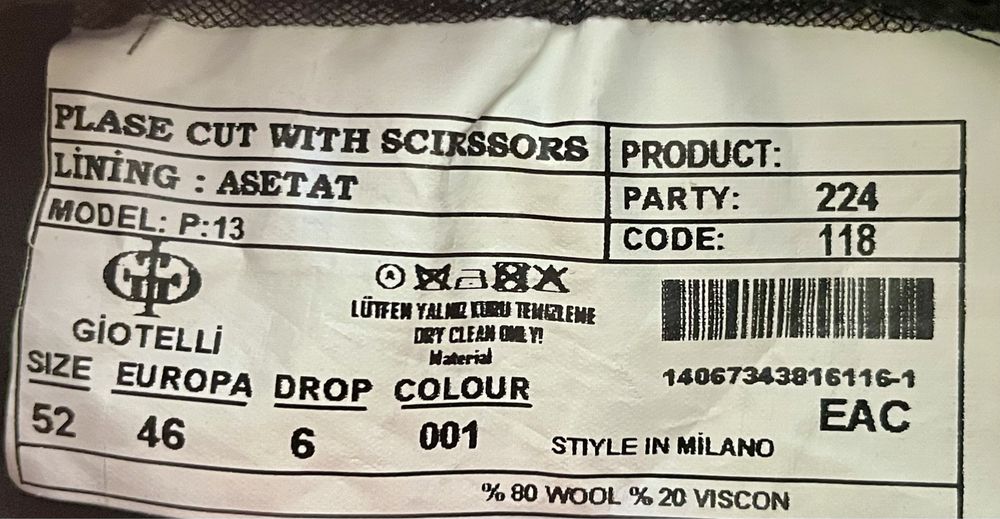 PLASE CUT WITH SCIRSSORS
LİNİNG : ASETAT
MODEL: P:13
PRODUCT:
PARTY: 224
CODE: 118
GİOTELLİ
LÜTFEN YALNIZ KURU TEMİZLEME
DRY CLEAN ONLY!
Material
14067343816116-1
EAC
SIZE EUROPA DROP COLOUR
52 46 6 001
STIYLE IN MİLANO
% 80 WOOL % 20 VISCON